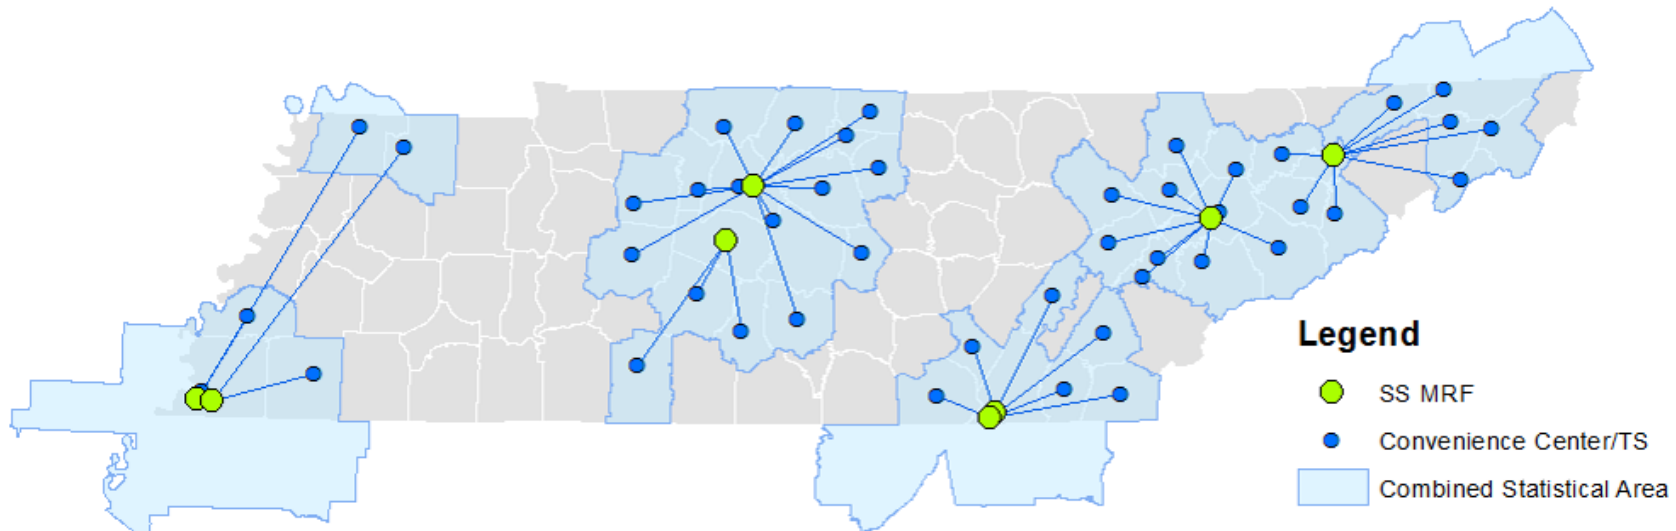 Legend
SS MRF
Convenience Center/TS
Combined Statistical Area